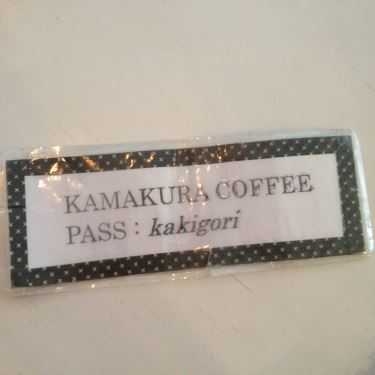 KAMAKURA COFFEE
PASS : kakigori